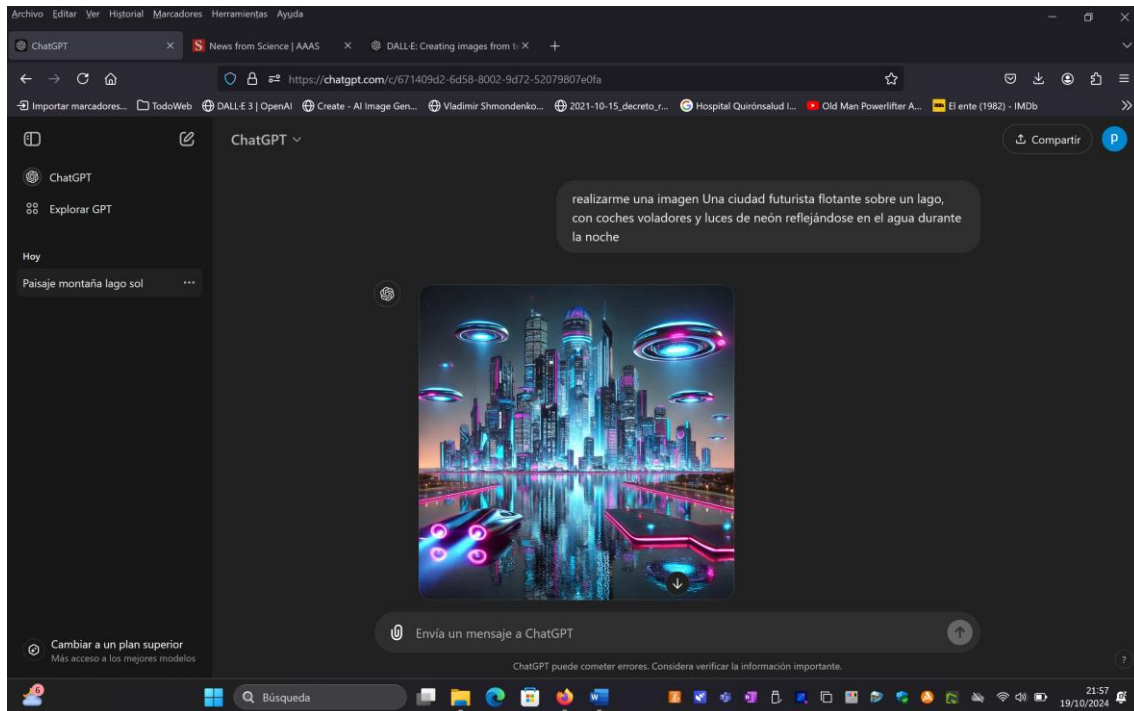 Archivo Editar Ver Historial Marcadores Herramientas Ayuda
ChatGPT
News from Science | AAAS
DALL·E: Creating images from t
https://chatgpt.com/c/671409d2-6d58-8002-9d72-52079807e0fa
Importar marcadores...
TodoWeb
DALL·E 3 | OpenAI
Create - AI Image Gen...
Vladimir Shmondenko...
2021-10-15_decreto_r...
Hospital Quirónsalud I...
Old Man Powerlifter A...
El ente (1982) - IMDb
ChatGPT
Compartir
P
ChatGPT
Explorar GPT
Hoy
Paisaje montaña lago sol
realizarme una imagen Una ciudad futurista flotante sobre un lago,
con coches voladores y luces de neón reflejándose en el agua durante
la noche
Envía un mensaje a ChatGPT
ChatGPT puede cometer errores. Considera verificar la información importante.
Cambiar a un plan superior
Más acceso a los mejores modelos
?
6
Búsqueda
21:57
19/10/2024